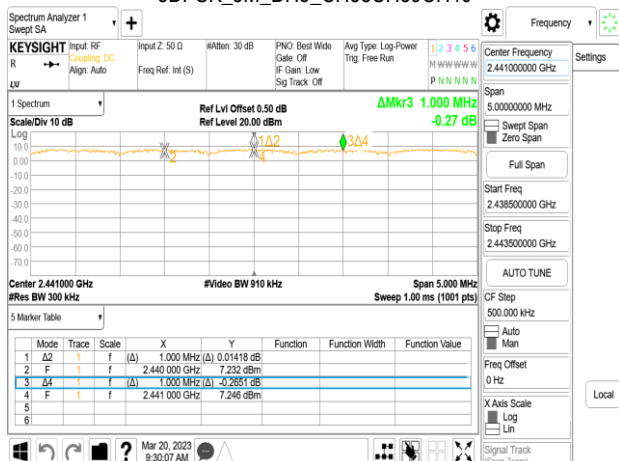 Spectrum Analyzer 1
Swept SA
Frequency
Settings
KEYSIGHT
R
Input: RF
Coupling: DC
Align: Auto
Input Z: 50 Ω
Freq Ref: Int (S)
#Atten: 30 dB
PNO: Best Wide
Gate: Off
IF Gain: Low
Sig Track: Off
Avg Type: Log-Power
Trig: Free Run
1 2 3 4 5 6
M W W W W W
P N N N N N
1 Spectrum
Scale/Div 10 dB
Ref Lvl Offset 0.50 dB
Ref Level 20.00 dBm
ΔMkr3 1.000 MHz
-0.27 dB
Log
10.0
0.00
-10.0
-20.0
-30.0
-40.0
-50.0
-60.0
-70.0
2
1Δ2
4
3Δ4
Center 2.441000 GHz
#Video BW 910 kHz
Span 5.000 MHz
#Res BW 300 kHz
Sweep 1.00 ms (1001 pts)
5 Marker Table
Mode Trace Scale X Y Function Function Width Function Value
1 Δ2 1 f (Δ) 1.000 MHz (Δ) 0.01418 dB
2 F 1 f 2.440 000 GHz 7.232 dBm
3 Δ4 1 f (Δ) 1.000 MHz (Δ) -0.2651 dB
4 F 1 f 2.441 000 GHz 7.246 dBm
5
6
Mar 20, 2023
9:30:07 AM
Center Frequency
2.441000000 GHz
Span
5.00000000 MHz
Swept Span
Zero Span
Full Span
Start Freq
2.438500000 GHz
Stop Freq
2.443500000 GHz
AUTO TUNE
CF Step
500.000 kHz
Auto
Man
Freq Offset
0 Hz
X Axis Scale
Log
Lin
Signal Track
Local